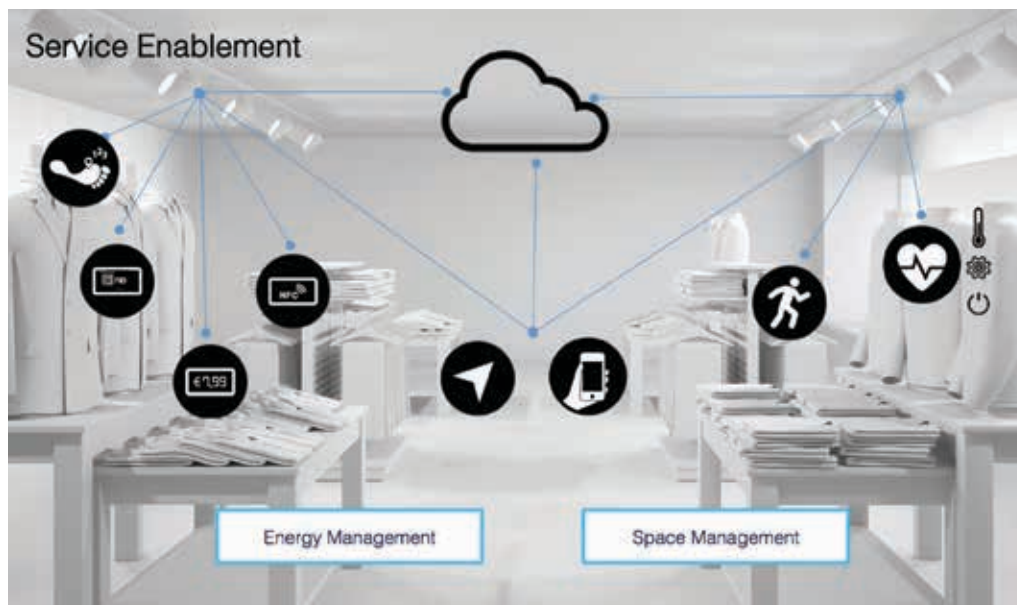 Service Enablement
NFC
€7,99
Energy Management
Space Management